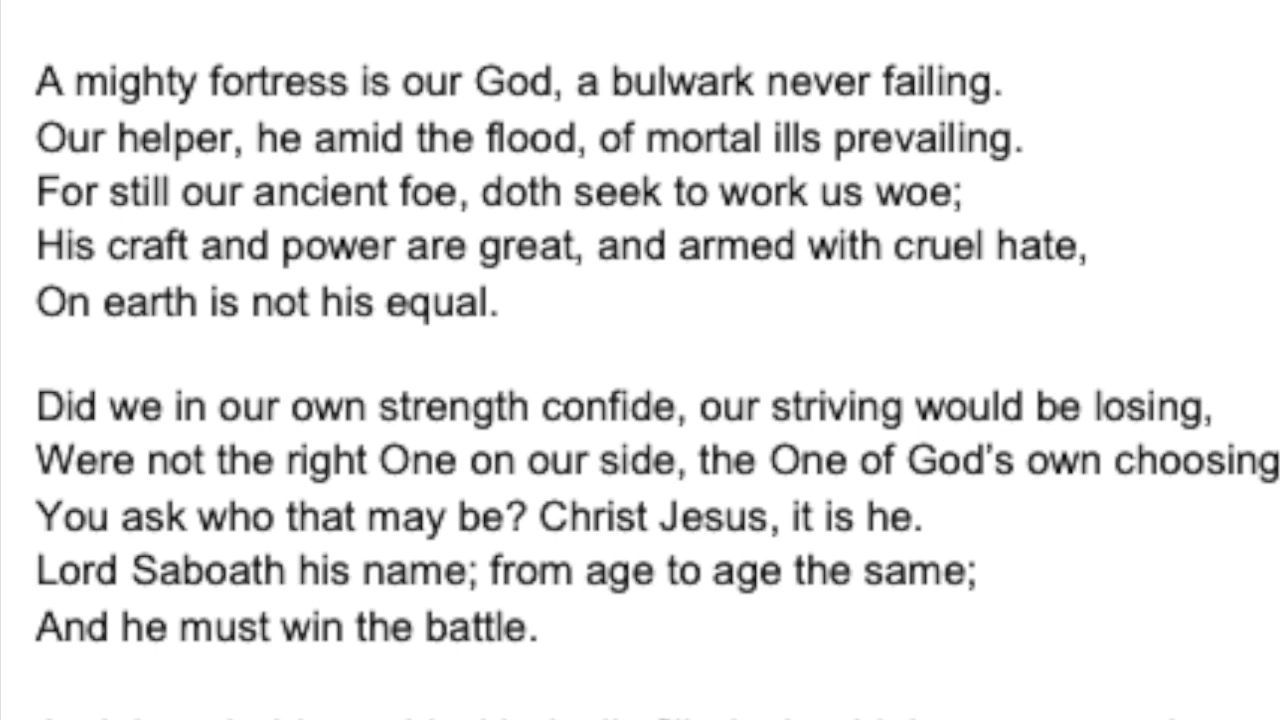 A mighty fortress is our God, a bulwark never failing.
Our helper, he amid the flood, of mortal ills prevailing.
For still our ancient foe, doth seek to work us woe;
His craft and power are great, and armed with cruel hate,
On earth is not his equal.
Did we in our own strength confide, our striving would be losing,
Were not the right One on our side, the One of God’s own choosing
You ask who that may be? Christ Jesus, it is he.
Lord Saboath his name; from age to age the same;
And he must win the battle.